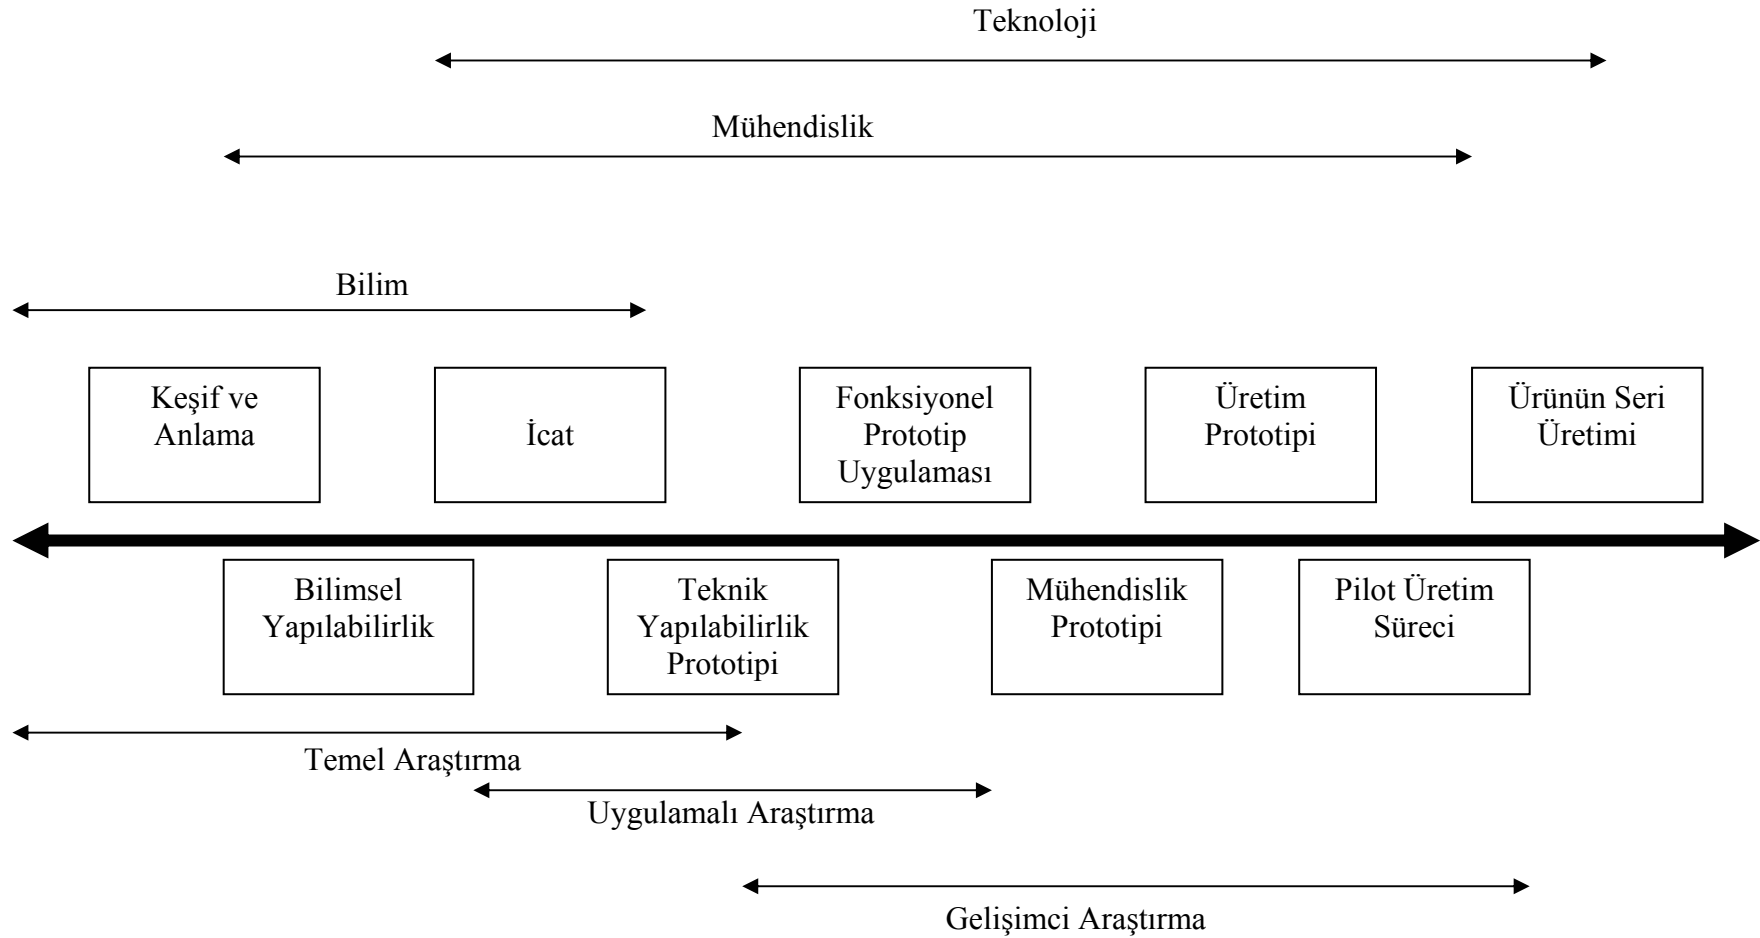 Teknoloji
Mühendislik
Bilim
Keşif ve
Anlama
İcat
Fonksiyonel
Prototip
Uygulaması
Üretim
Prototipi
Ürünün Seri
Üretimi
Bilimsel
Yapılabilirlik
Teknik
Yapılabilirlik
Prototipi
Mühendislik
Prototipi
Pilot Üretim
Süreci
Temel Araştırma
Uygulamalı Araştırma
Gelişimci Araştırma